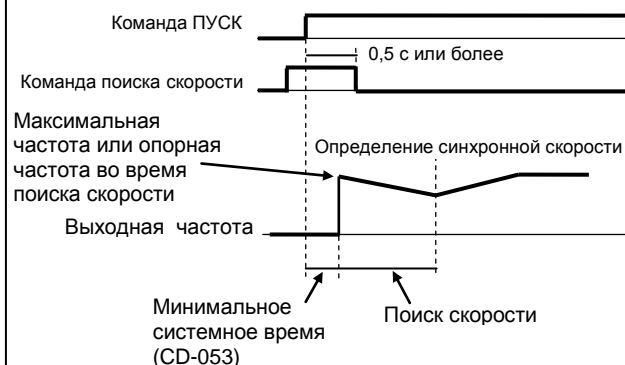 Команда ПУСК
0,5 с или более
Команда поиска скорости
Максимальная
частота или опорная
частота во время
поиска скорости
Определение синхронной скорости
Выходная частота
Минимальное
системное время
(CD-053)
Поиск скорости